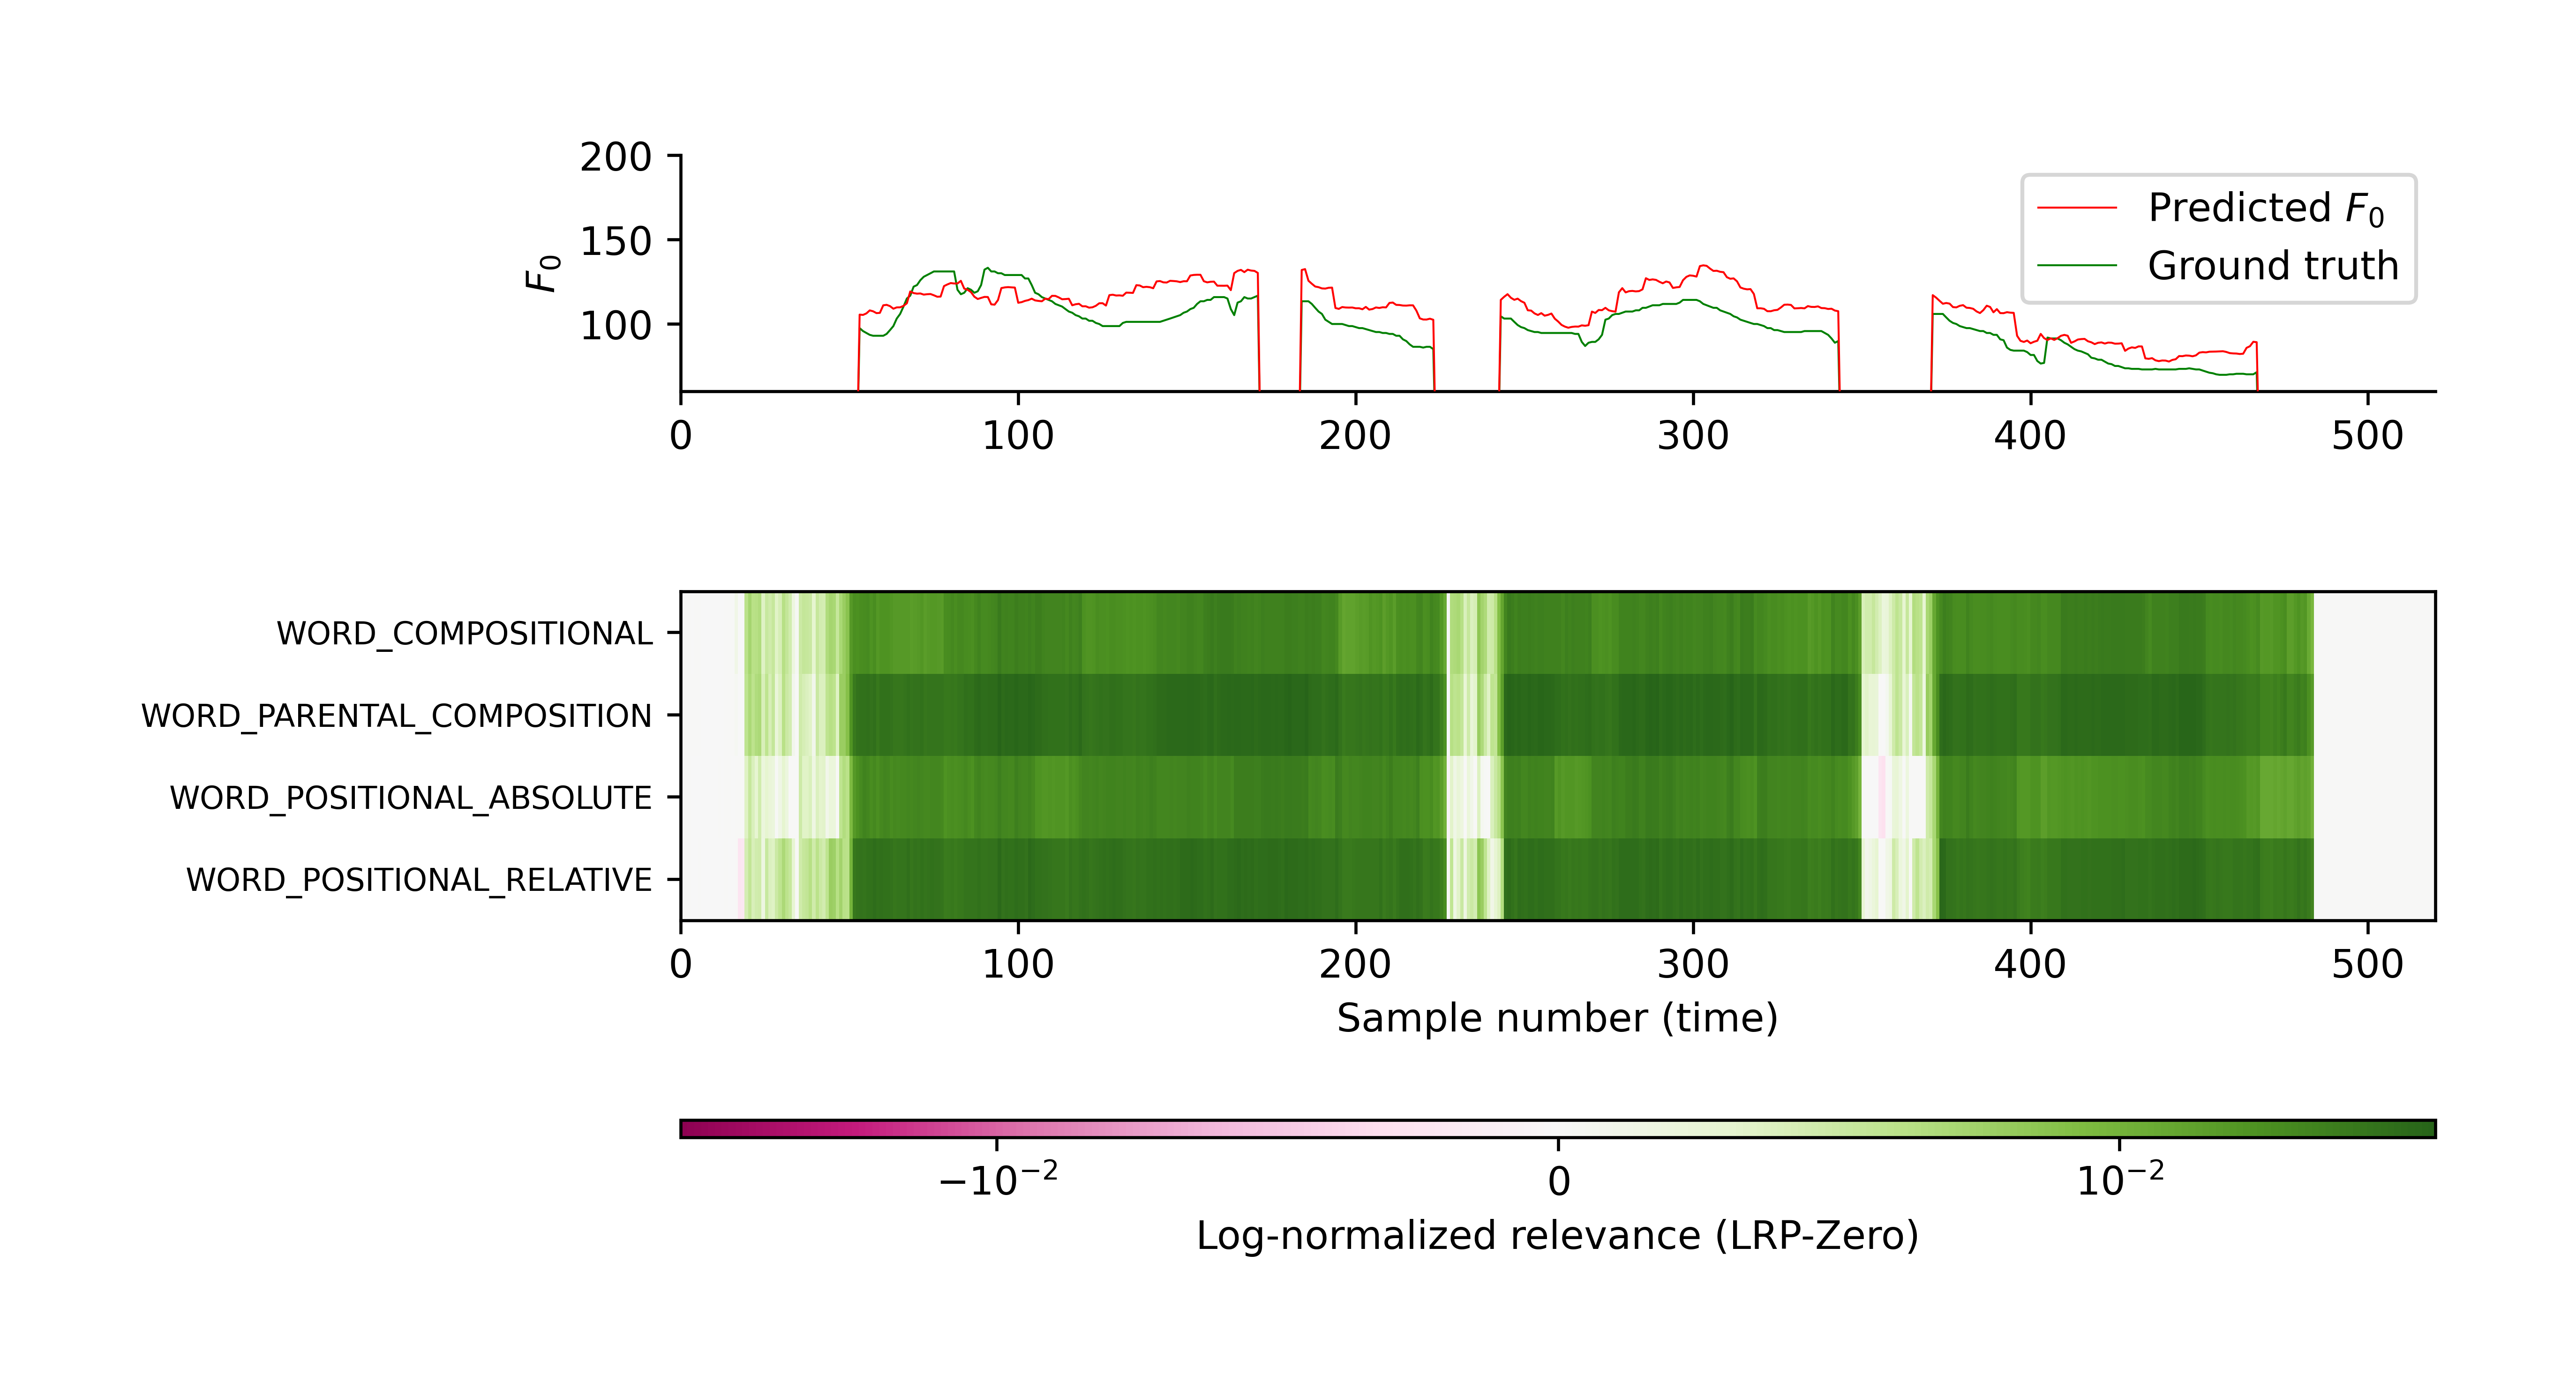 200
150
100
F₀
Predicted F₀
Ground truth
0 100 200 300 400 500
WORD_COMPOSITIONAL
WORD_PARENTAL_COMPOSITION
WORD_POSITIONAL_ABSOLUTE
WORD_POSITIONAL_RELATIVE
0 100 200 300 400 500
Sample number (time)
−10⁻² 0 10⁻²
Log-normalized relevance (LRP-Zero)